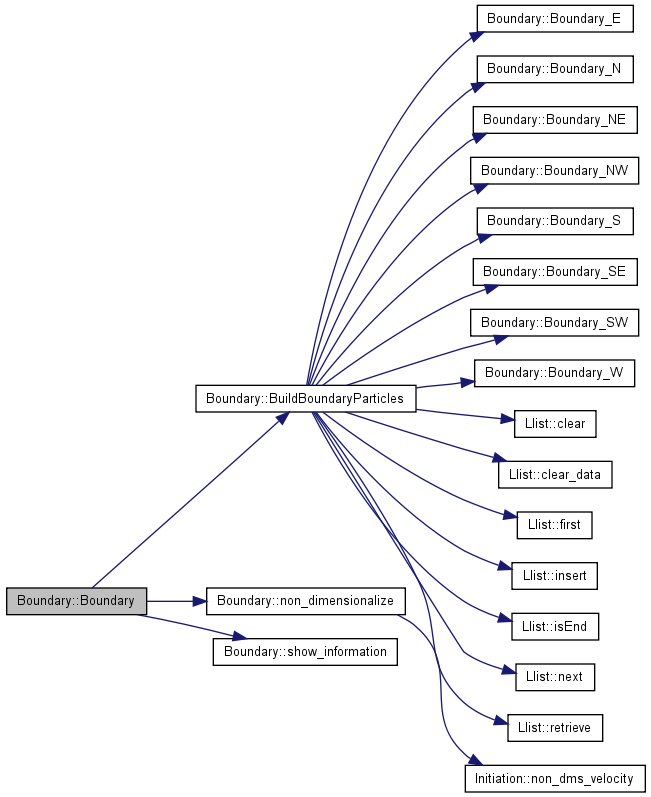 Boundary::Boundary_E
Boundary::Boundary_N
Boundary::Boundary_NE
Boundary::Boundary_NW
Boundary::Boundary_S
Boundary::Boundary_SE
Boundary::Boundary_SW
Boundary::Boundary_W
Boundary::BuildBoundaryParticles
Llist::clear
Llist::clear_data
Llist::first
Llist::insert
Boundary::Boundary
Boundary::non_dimensionalize
Llist::isEnd
Boundary::show_information
Llist::next
Llist::retrieve
Initiation::non_dms_velocity